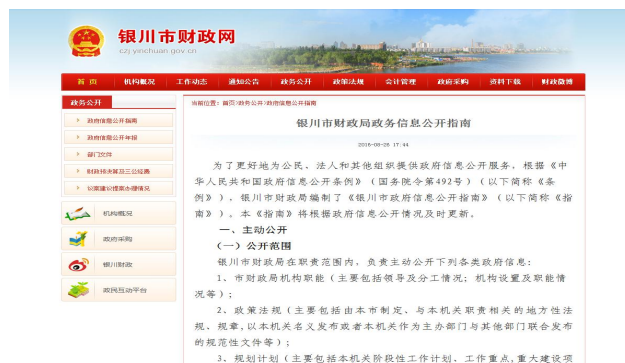 银川市财政网
czj yinchuan gov cn
首 页 机构概况 工作动态 通知公告 政务公开 政策法规 会计管理 政府采购 资料下载 财政微博
政务公开
政府信息公开指南
政府信息公开年报
部门文件
财政预决算及三公经费
议案建议提案办理情况
机构概况
政府采购
银川财政
政民互动平台
当前位置：首页>政务公开>政府信息公开指南
银川市财政局政务信息公开指南
2016-08-26 17:44
为了更好地为公民、法人和其他组织提供政府信息公开服务，根据《中
华人民共和国政府信息公开条例》（国务院令第492号）（以下简称《条
例》），银川市财政局编制了《银川市政府信息公开指南》（以下简称《指
南》）。本《指南》将根据政府信息公开情况及时更新。
一、主动公开
（一）公开范围
银川市财政局在职责范围内，负责主动公开下列各类政府信息：
1、市财政局机构职能（主要包括领导及分工情况；机构设置及职能情
况等）；
2、政策法规（主要包括由本市制定、与本机关职责相关的地方性法
规、规章,以本机关名义发布或者本机关作为主办部门与其他部门联合发布
的规范性文件等）；
3、规划计划（主要包括本机关阶段性工作计划、工作重点,重大建设项